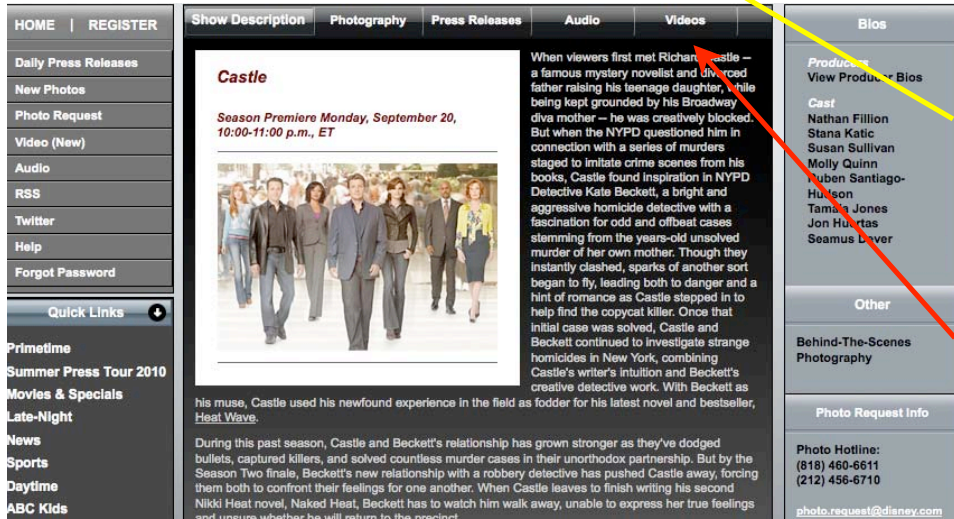 HOME | REGISTER
Daily Press Releases
New Photos
Photo Request
Video (New)
Audio
RSS
Twitter
Help
Forgot Password
Quick Links
Primetime
Summer Press Tour 2010
Movies & Specials
Late-Night
News
Sports
Daytime
ABC Kids
Show Description
Photography
Press Releases
Audio
Videos
Castle
Season Premiere Monday, September 20,
10:00-11:00 p.m., ET
When viewers first met Richard Castle --
a famous mystery novelist and divorced
father raising his teenage daughter, while
being kept grounded by his Broadway
diva mother -- he was creatively blocked.
But when the NYPD questioned him in
connection with a series of murders
staged to imitate crime scenes from his
books, Castle found inspiration in NYPD
Detective Kate Beckett, a bright and
aggressive homicide detective with a
fascination for odd and offbeat cases
stemming from the years-old unsolved
murder of her own mother. Though they
instantly clashed, sparks of another sort
began to fly, leading both to danger and a
hint of romance as Castle stepped in to
help find the copycat killer. Once that
initial case was solved, Castle and
Beckett continued to investigate strange
homicides in New York, combining
Castle's writer's intuition and Beckett's
creative detective work. With Beckett as
his muse, Castle used his newfound experience in the field as fodder for his latest novel and bestseller,
Heat Wave.
During this past season, Castle and Beckett's relationship has grown stronger as they've dodged
bullets, captured killers, and solved countless murder cases in their unorthodox partnership. But by the
Season Two finale, Beckett's new relationship with a robbery detective has pushed Castle away, forcing
them both to confront their feelings for one another. When Castle leaves to finish writing his second
Nikki Heat novel, Naked Heat, Beckett has to watch him walk away, unable to express her true feelings
and unsure whether he will return to the precinct.
Bios
Producers
View Producer Bios
Cast
Nathan Fillion
Stana Katic
Susan Sullivan
Molly Quinn
Ruben Santiago-
Hudson
Tamala Jones
Jon Huertas
Seamus Dever
Other
Behind-The-Scenes
Photography
Photo Request Info
Photo Hotline:
(818) 460-6611
(212) 456-6710
photo.request@disney.com